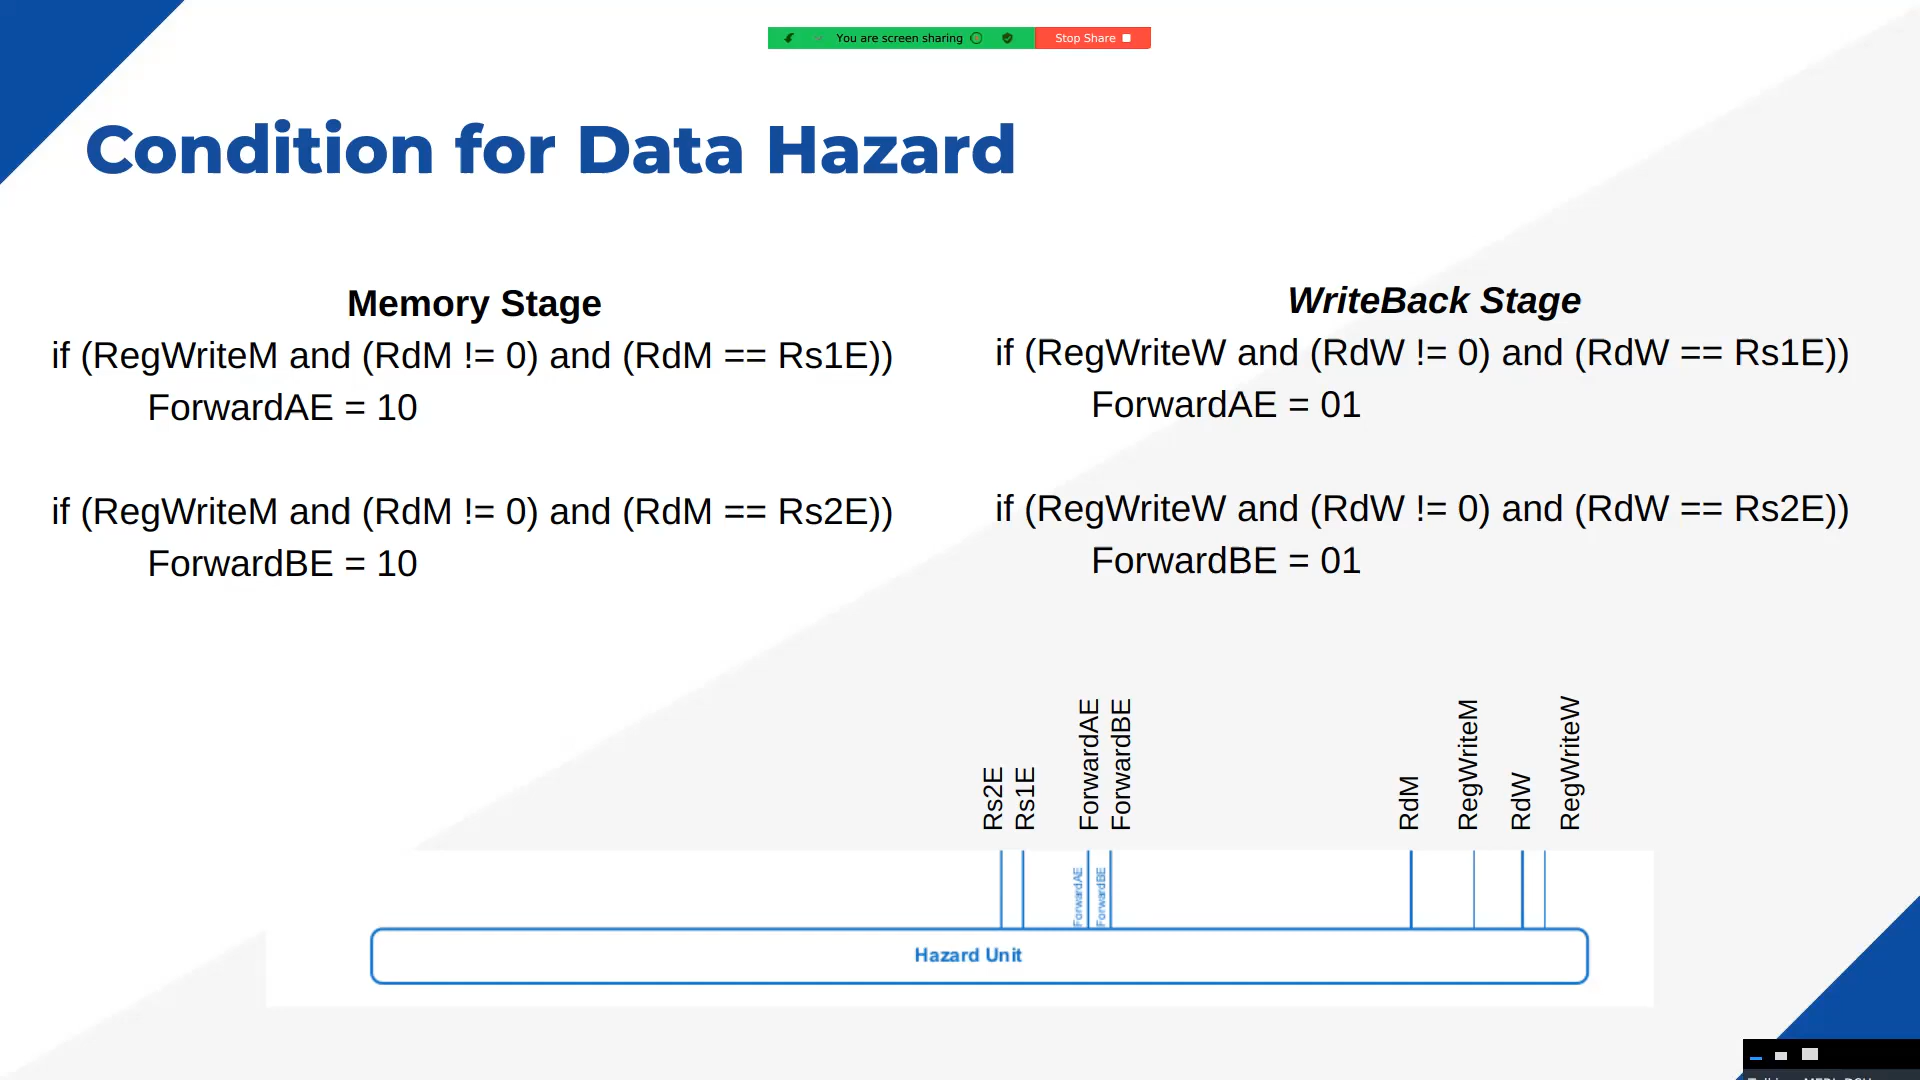 You are screen sharing
Stop Share
Condition for Data Hazard
Memory Stage
if (RegWriteM and (RdM != 0) and (RdM == Rs1E))
ForwardAE = 10
if (RegWriteM and (RdM != 0) and (RdM == Rs2E))
ForwardBE = 10
WriteBack Stage
if (RegWriteW and (RdW != 0) and (RdW == Rs1E))
ForwardAE = 01
if (RegWriteW and (RdW != 0) and (RdW == Rs2E))
ForwardBE = 01
Rs2E
Rs1E
ForwardAE
ForwardBE
RdM
RegWriteM
RdW
RegWriteW
ForwardAE
ForwardBE
Hazard Unit